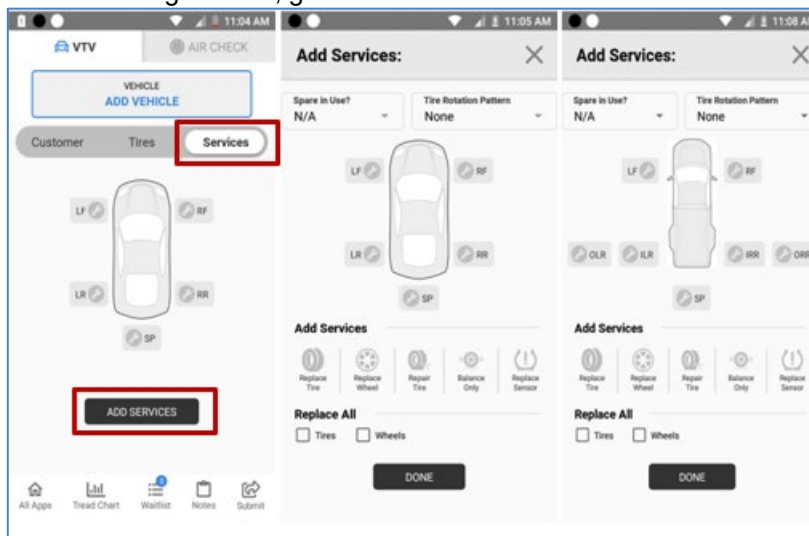 11:04 AM
VTV
AIR CHECK
VEHICLE
ADD VEHICLE
Customer
Tires
Services
LF
RF
LR
RR
SP
ADD SERVICES
All Apps
Tread Chart
Waitlist
Notes
Submit
11:05 AM
Add Services:
Spare in Use?
N/A
Tire Rotation Pattern
None
LF
RF
LR
RR
SP
Add Services
Replace Tire
Replace Wheel
Repair Tire
Balance Only
Replace Sensor
Replace All
Tires
Wheels
DONE
11:08 AM
Add Services:
Spare in Use?
N/A
Tire Rotation Pattern
None
LF
RF
OLR
ILR
IRR
ORR
SP
Add Services
Replace Tire
Replace Wheel
Repair Tire
Balance Only
Replace Sensor
Replace All
Tires
Wheels
DONE